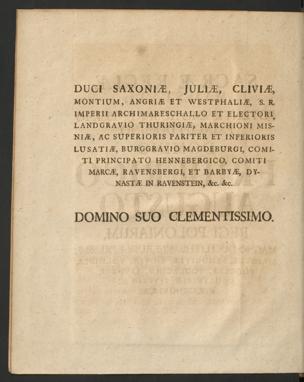 DUCI SAXONIÆ, JULIÆ, CLIVIÆ,
MONTIUM, ANGRIÆ ET WESTPHALIÆ, S. R.
IMPERII ARCHIMARESCHALLO ET ELECTORI,
LANDGRAVIO THURINGIÆ, MARCHIONI MIS-
NIÆ, AC SUPERIORIS PARITER ET INFERIORIS
LUSATIÆ, BURGGRAVIO MAGDEBURGI, COMI-
TI PRINCIPATO HENNEBERGICO, COMITI
MARCÆ, RAVENSBERGI, ET BARBYÆ, DY-
NASTÆ IN RAVENSTEIN, &c. &c.
DOMINO SUO CLEMENTISSIMO.